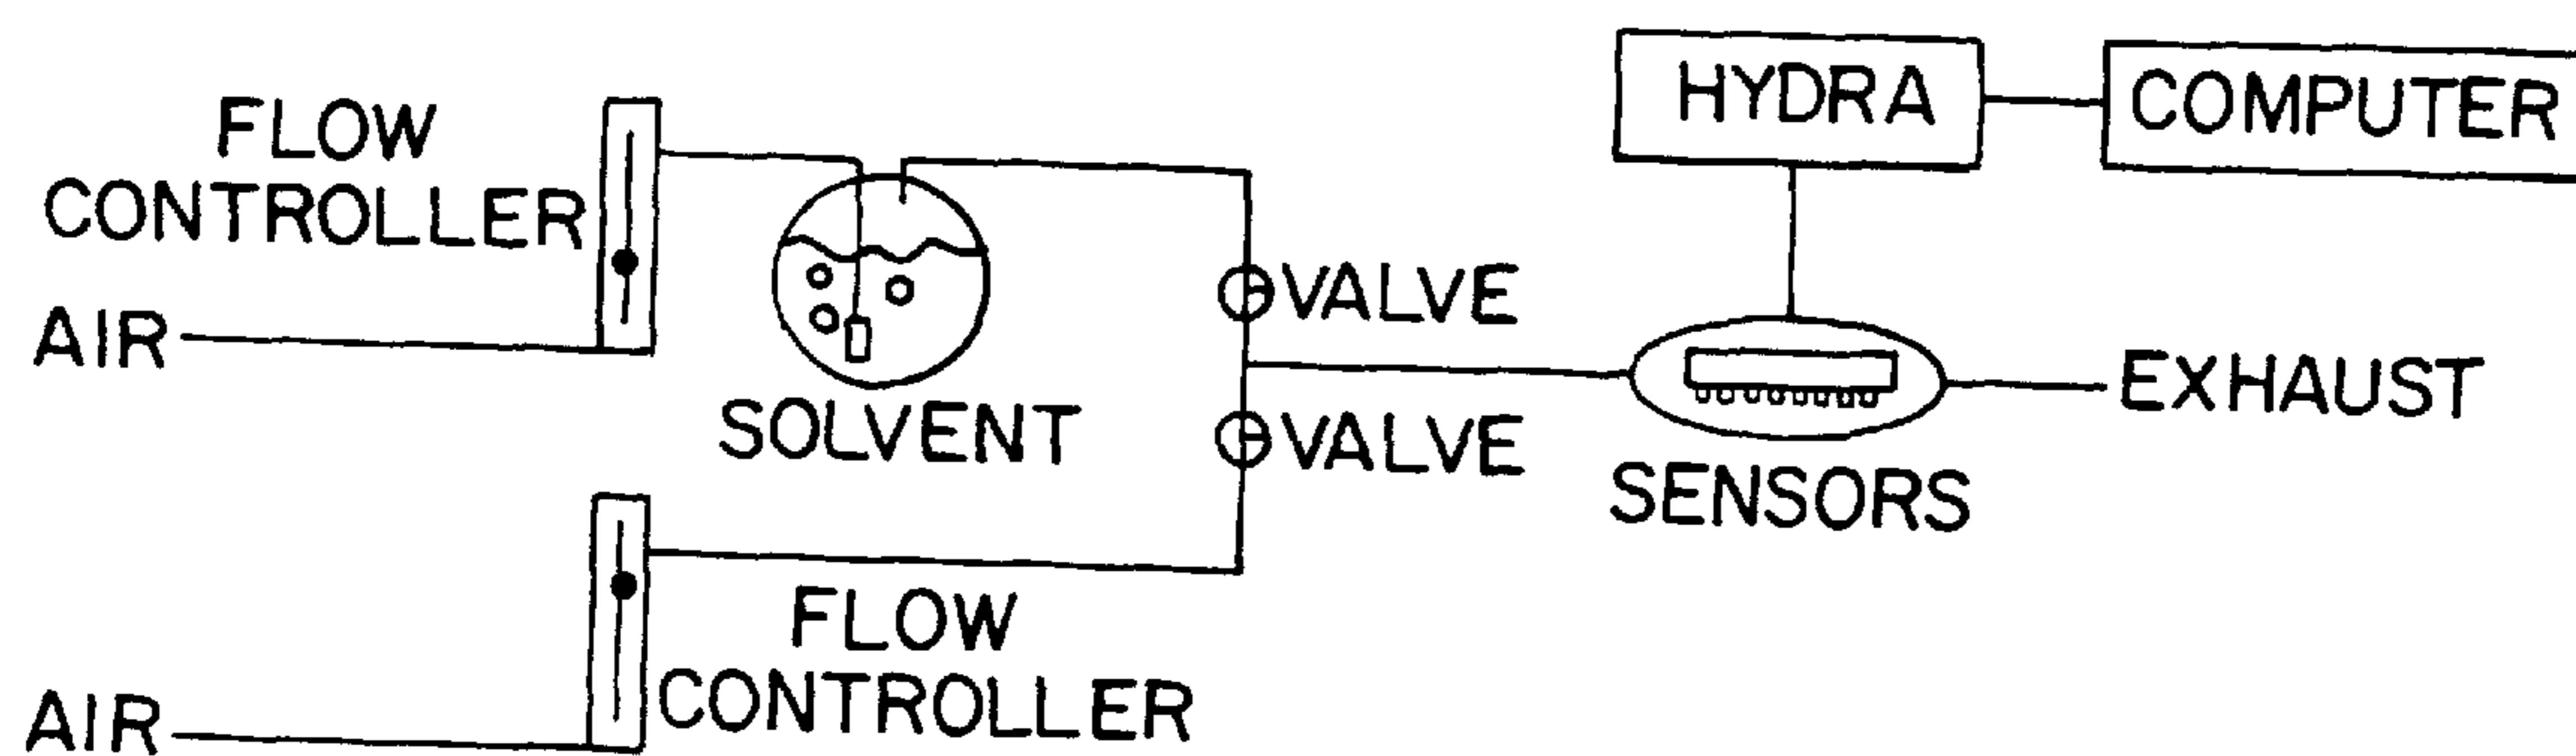 FLOW
CONTROLLER
AIR
SOLVENT
VALVE
VALVE
HYDRA
COMPUTER
SENSORS
EXHAUST
FLOW
CONTROLLER
AIR